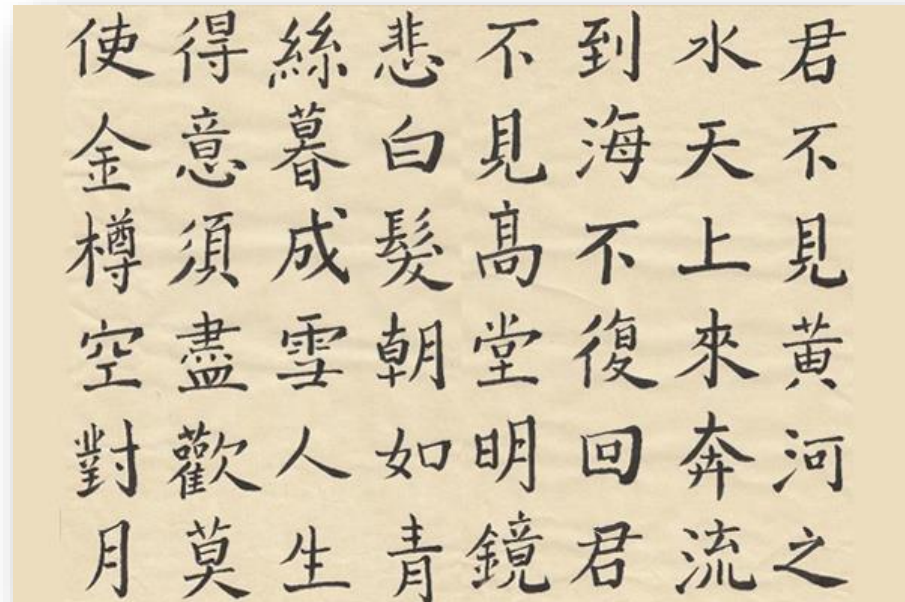 君不見黃河之
水天上來奔流
到海不復回君
不見高堂明鏡
悲白髮朝如青
絲暮成雪人生
得意須盡歡莫
使金樽空對月